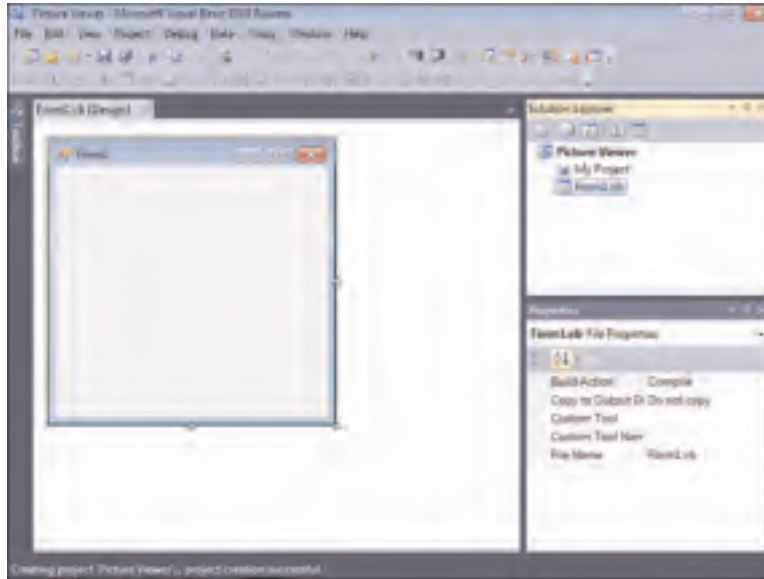 Picture Viewer - Microsoft Visual Basic 2010 Express
File Edit View Project Debug Data Tools Window Help
Form1.vb [Design]
Toolbox
Form1
Solution Explorer
Picture Viewer
My Project
Form1.vb
Properties
Form1.vb File Properties
Build Action Compile
Copy to Output Di Do not copy
Custom Tool
Custom Tool Nam
File Name Form1.vb
Creating project 'Picture Viewer'... project creation successful.